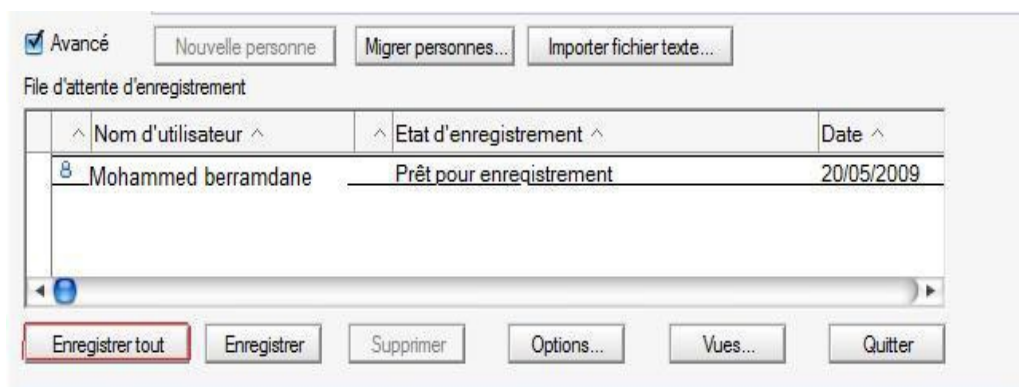 Avancé Nouvelle personne Migrer personnes... Importer fichier texte...
File d'attente d'enregistrement
Nom d'utilisateur Etat d'enregistrement Date
Mohammed berramdane Prêt pour enregistrement 20/05/2009
Enregistrer tout Enregistrer Supprimer Options... Vues... Quitter